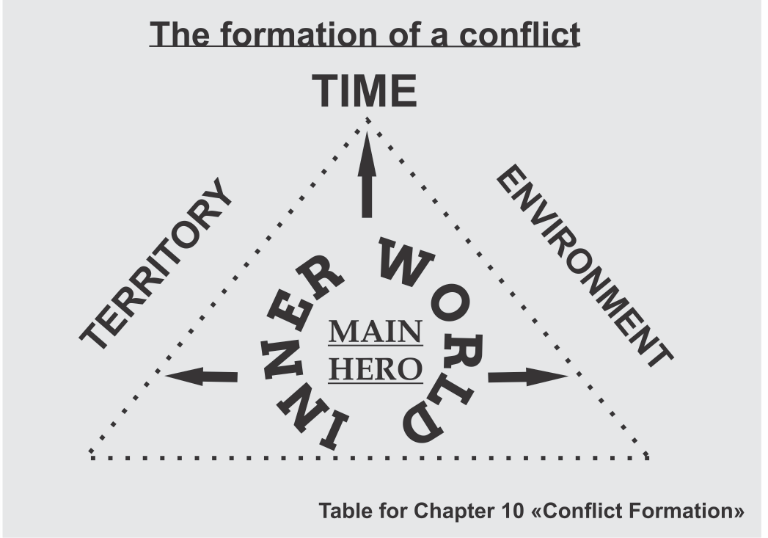 The formation of a conflict
TIME
TERRITORY
ENVIRONMENT
INNER WORLD
MAIN
HERO
Table for Chapter 10 «Conflict Formation»